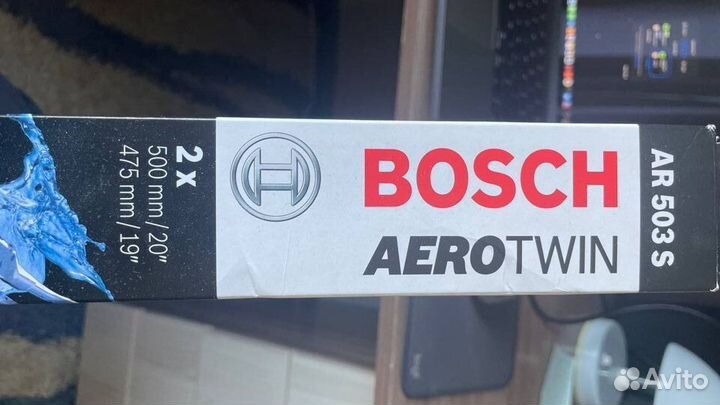 2 x
500 mm / 20"
475 mm / 19"
BOSCH
AEROTWIN
AR 503 S
Avito